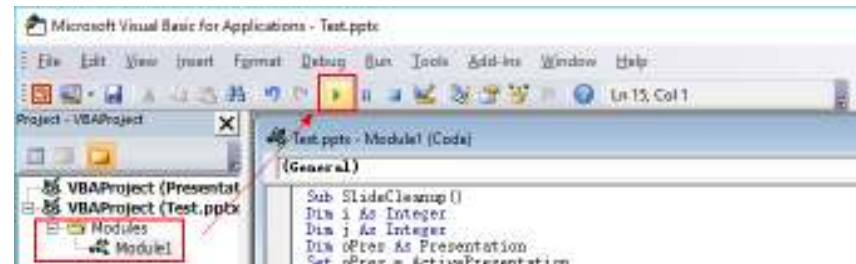 Microsoft Visual Basic for Applications - Test.pptx
File Edit View Insert Format Debug Run Tools Add-Ins Window Help
Ln 15, Col 1
Project - VBAProject
Test.pptx - Module1 (Code)
(General)
VBAProject (Presentat
VBAProject (Test.pptx
Modules
Module1
Sub SlideCleanup()
Dim i As Integer
Dim j As Integer
Dim oPres As Presentation
Set oPres = ActivePresentation